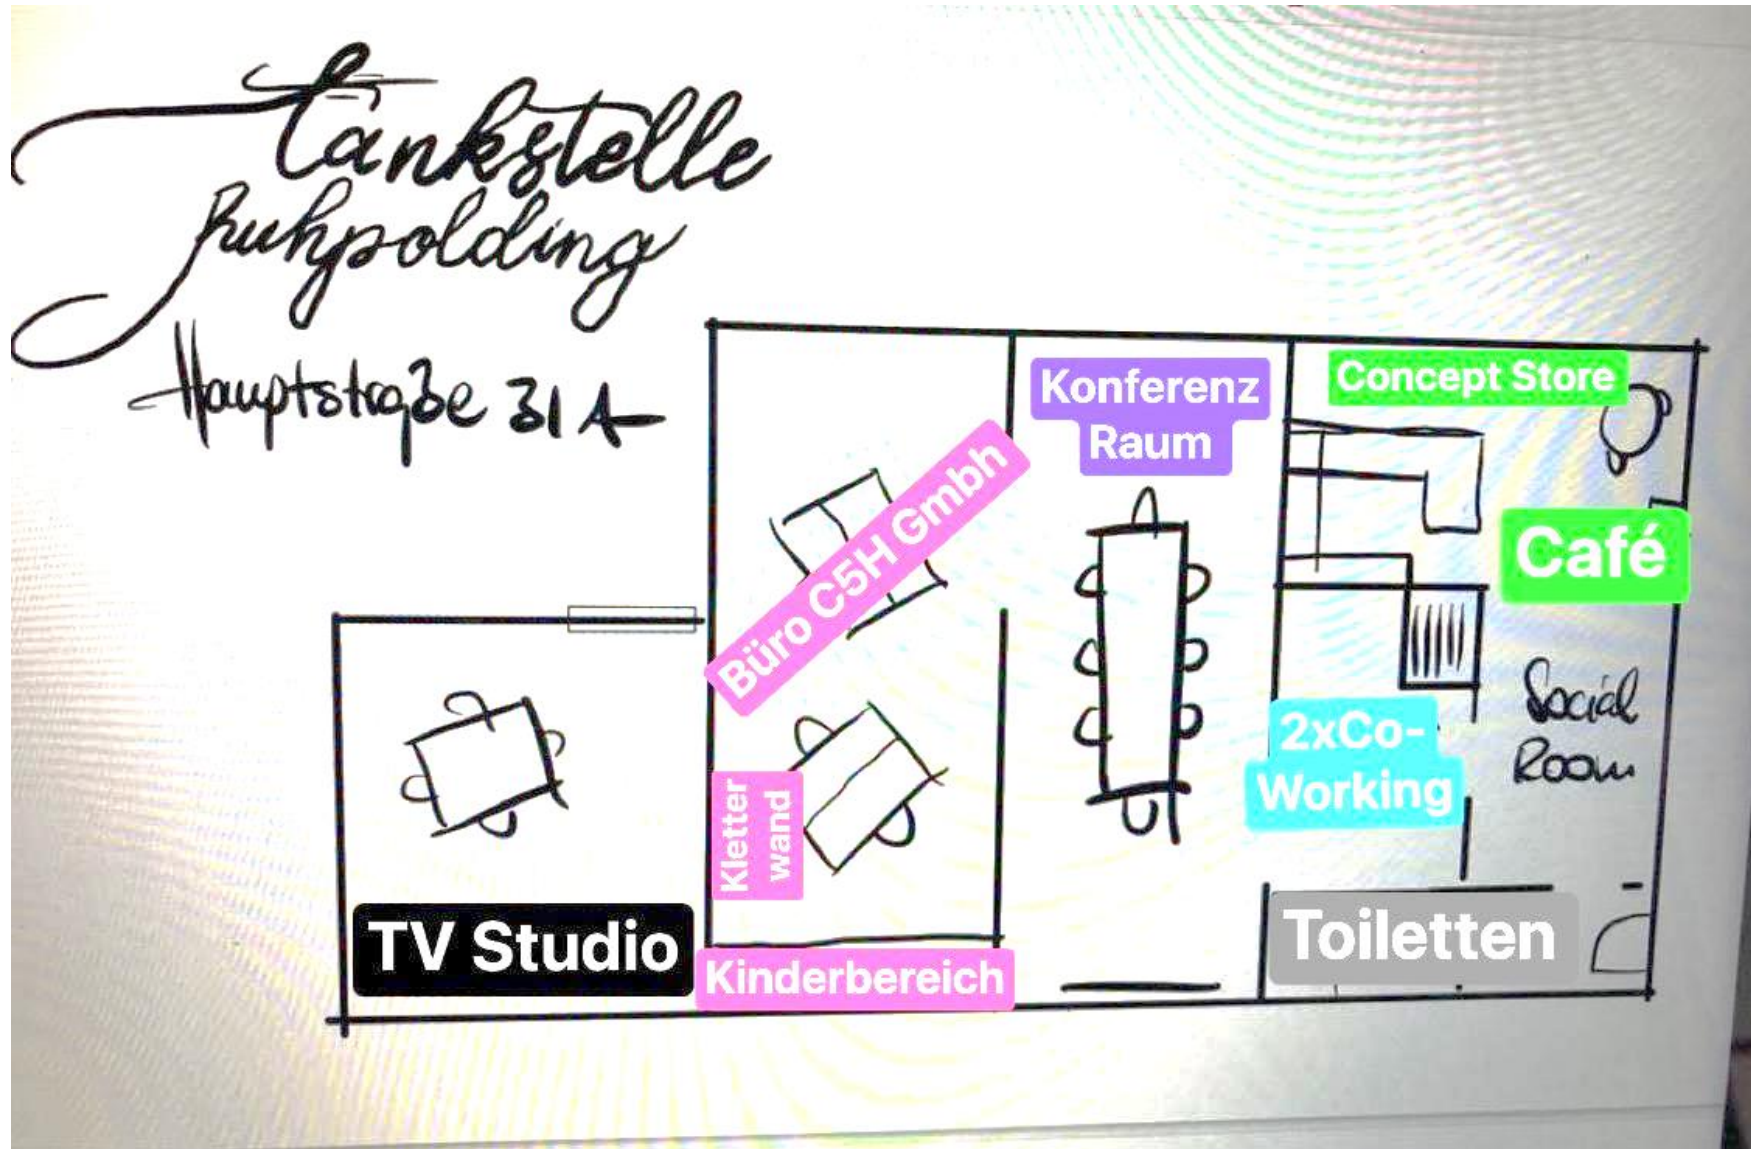 Tankstelle
Ruhpolding
Hauptstraße 31 A
Konferenz
Raum
Concept Store
Büro C5H Gmbh
Café
Social
Room
2xCo-
Working
Kletter
wand
TV Studio
Kinderbereich
Toiletten